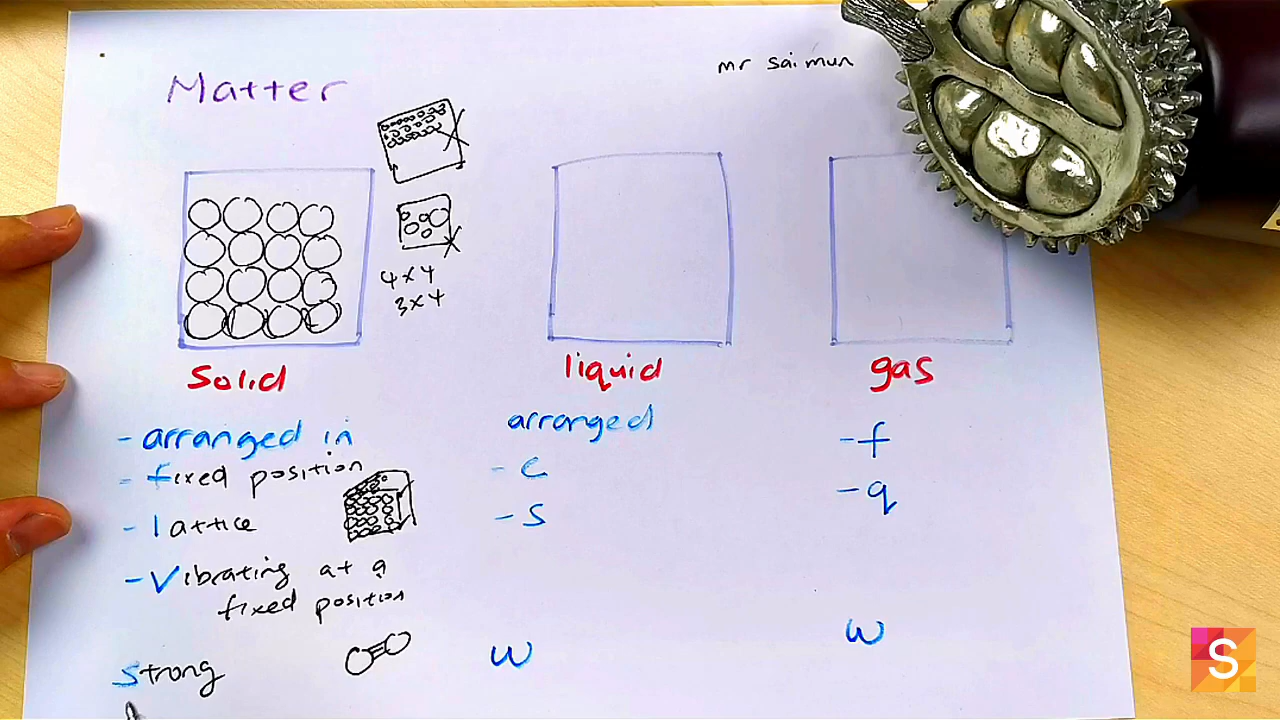 mr saimun
Matter
4x4
3x4
Solid
- arranged in
- fixed position
- lattice
- Vibrating at a
fixed position
strong
liquid
arranged
- c
- s
w
gas
- f
- q
w
S